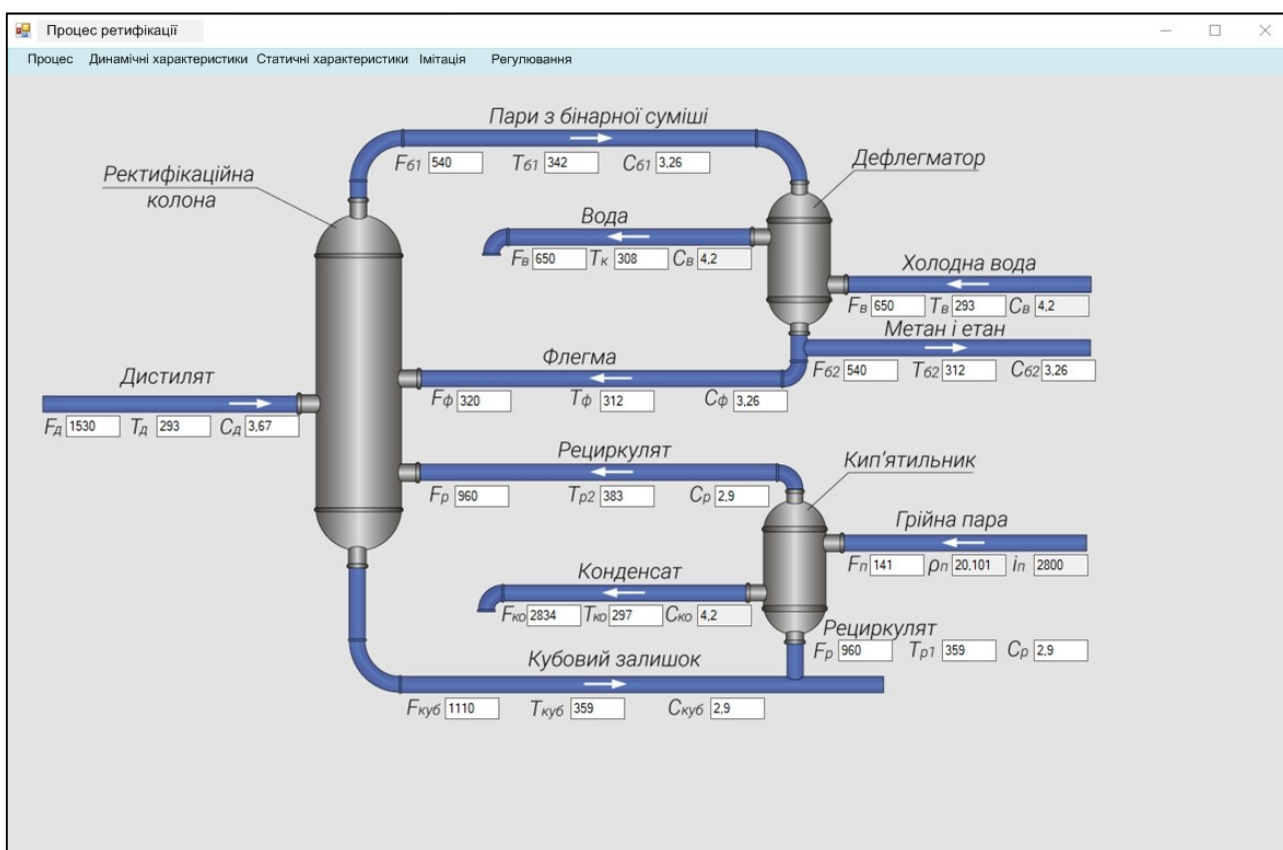 Процес ретифікації
Процес Динамічні характеристики Статичні характеристики Імітація Регулювання
Пари з бінарної суміші
Fб1 540 Tб1 342 Cб1 3,26
Дефлегматор
Ректифікаційна
колона
Вода
Fв 650 Tк 308 Cв 4,2
Холодна вода
Fв 650 Tв 293 Cв 4,2
Метан і етан
Fб2 540 Tб2 312 Cб2 3,26
Флегма
Fф 320 Tф 312 Cф 3,26
Дистилят
Fд 1530 Tд 293 Cд 3,67
Рециркулят
Fр 960 Tр2 383 Cр 2,9
Кип'ятильник
Грійна пара
Fп 141 ρп 20,101 iп 2800
Конденсат
Fко 2834 Tко 297 Cко 4,2
Рециркулят
Fр 960 Tр1 359 Cр 2,9
Кубовий залишок
Fкуб 1110 Tкуб 359 Cкуб 2,9